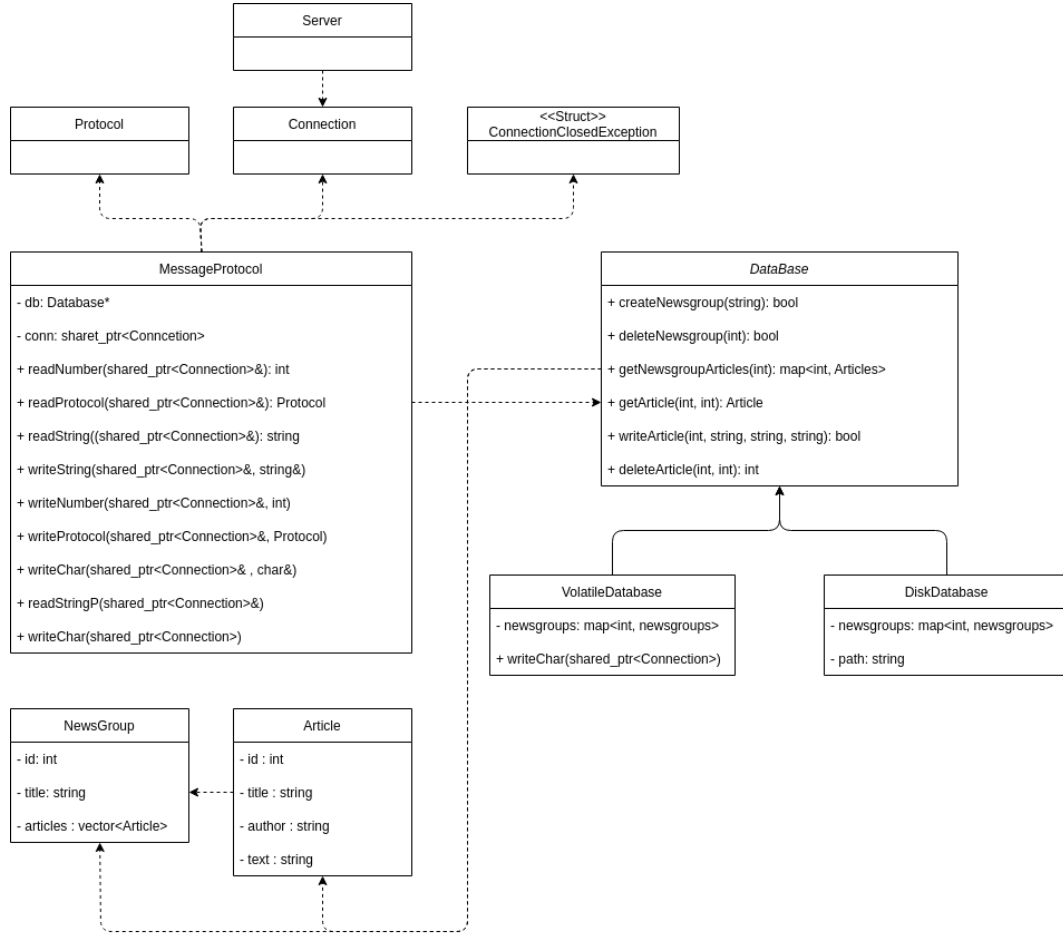 Server
Protocol
Connection
<<Struct>>
ConnectionClosedException
MessageProtocol
- db: Database*
- conn: sharet_ptr<Conncetion>
+ readNumber(shared_ptr<Connection>&): int
+ readProtocol(shared_ptr<Connection>&): Protocol
+ readString((shared_ptr<Connection>&): string
+ writeString(shared_ptr<Connection>&, string&)
+ writeNumber(shared_ptr<Connection>&, int)
+ writeProtocol(shared_ptr<Connection>&, Protocol)
+ writeChar(shared_ptr<Connection>& , char&)
+ readStringP(shared_ptr<Connection>&)
+ writeChar(shared_ptr<Connection>)
DataBase
+ createNewsgroup(string): bool
+ deleteNewsgroup(int): bool
+ getNewsgroupArticles(int): map<int, Articles>
+ getArticle(int, int): Article
+ writeArticle(int, string, string, string): bool
+ deleteArticle(int, int): int
VolatileDatabase
- newsgroups: map<int, newsgroups>
+ writeChar(shared_ptr<Connection>)
DiskDatabase
- newsgroups: map<int, newsgroups>
- path: string
NewsGroup
- id: int
- title: string
- articles : vector<Article>
Article
- id : int
- title : string
- author : string
- text : string